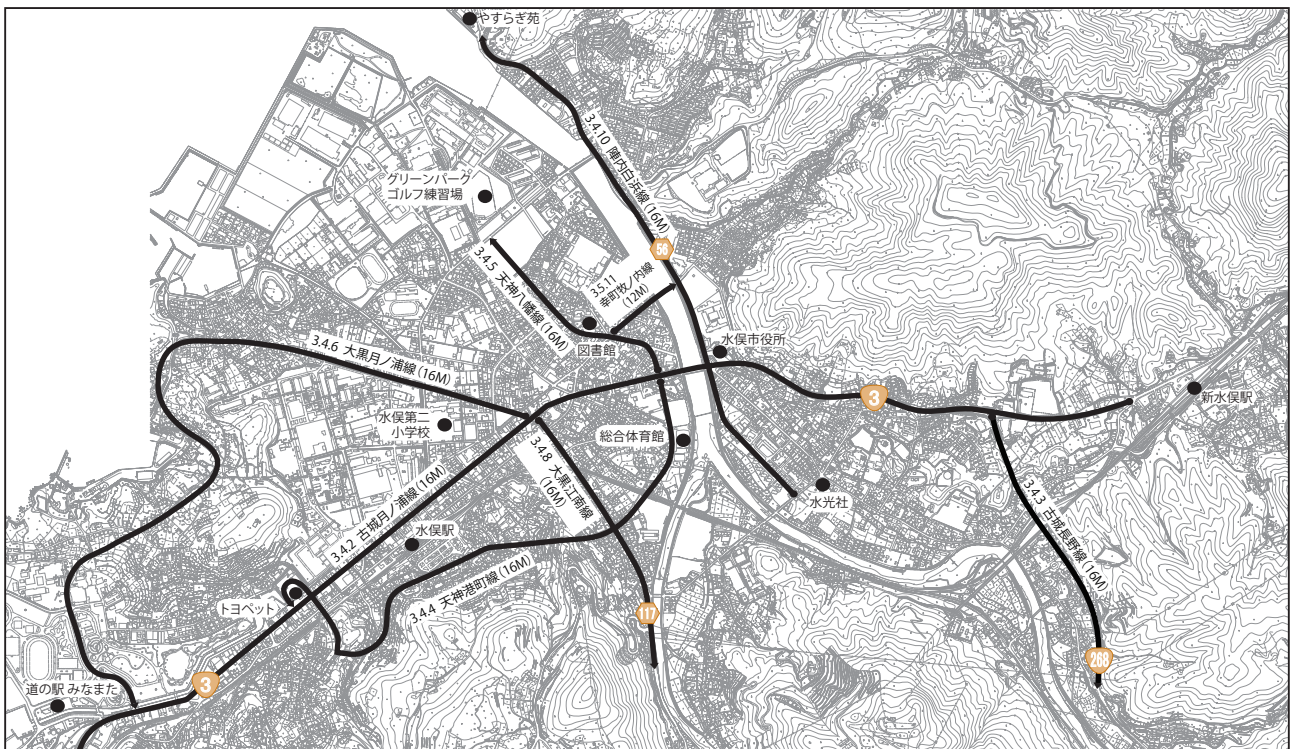 やすらぎ苑
3.4.10 陣内白浜線(16M)
グリーンパーク
ゴルフ練習場
56
3.4.5 天神八幡線(16M)
3.5.11
幸町牧ノ内線
(12M)
図書館
水俣市役所
3.4.6 大黒月ノ浦線(16M)
3
新水俣駅
水俣第二
小学校
総合体育館
3.4.8 大黒江南線
(16M)
水光社
3.4.2 古城月ノ浦線(16M)
3.4.3 古城長野線(16M)
水俣駅
3.4.4 天神港町線(16M)
トヨペット
117
268
3
道の駅 みなまた